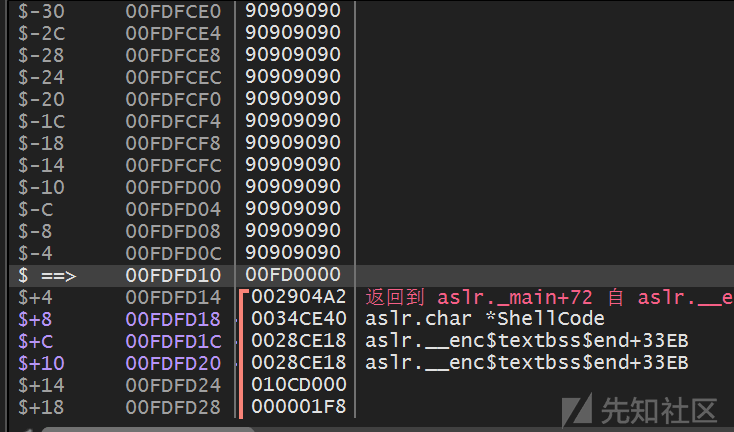 $-30 00FDFCE0 90909090
$-2C 00FDFCE4 90909090
$-28 00FDFCE8 90909090
$-24 00FDFCEC 90909090
$-20 00FDFCF0 90909090
$-1C 00FDFCF4 90909090
$-18 00FDFCF8 90909090
$-14 00FDFCFC 90909090
$-10 00FDFD00 90909090
$-C 00FDFD04 90909090
$-8 00FDFD08 90909090
$-4 00FDFD0C 90909090
$ ==> 00FDFD10 00FD0000
$+4 00FDFD14 002904A2 返回到 aslr._main+72 自 aslr.__e
$+8 00FDFD18 0034CE40 aslr.char *ShellCode
$+C 00FDFD1C 0028CE18 aslr.__enc$textbss$end+33EB
$+10 00FDFD20 0028CE18 aslr.__enc$textbss$end+33EB
$+14 00FDFD24 010CD000
$+18 00FDFD28 000001F8
先知社区